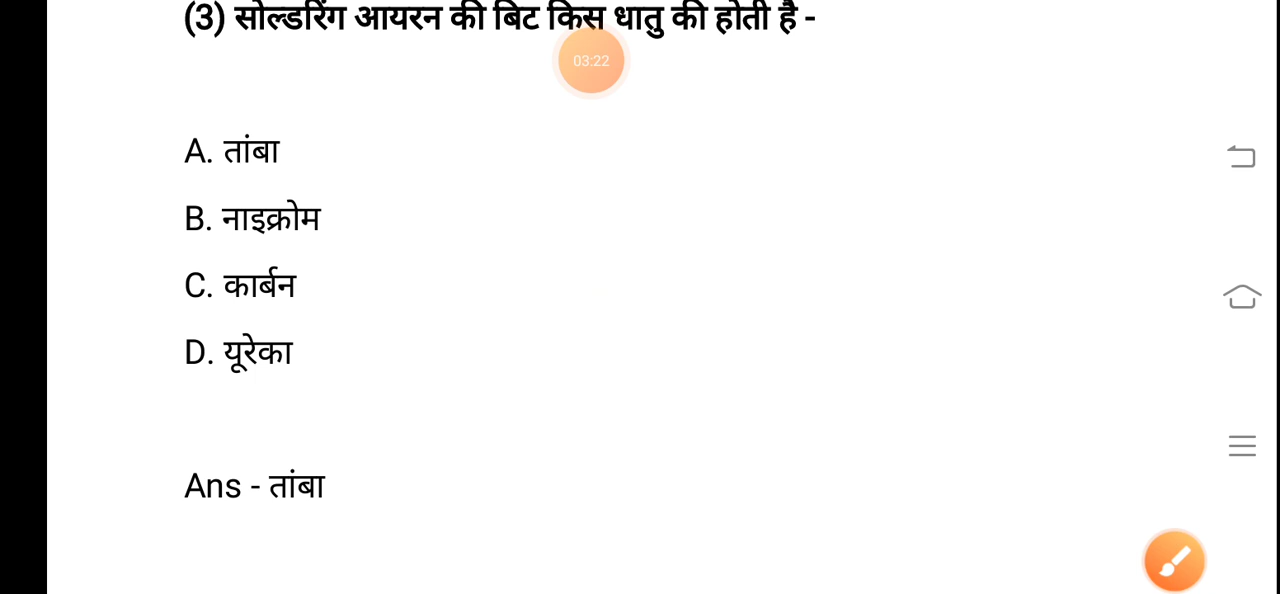 (3) सोल्डरिंग आयरन की बिट किस धातु की होती है -
03:22
A. तांबा
B. नाइक्रोम
C. कार्बन
D. यूरेका
Ans - तांबा